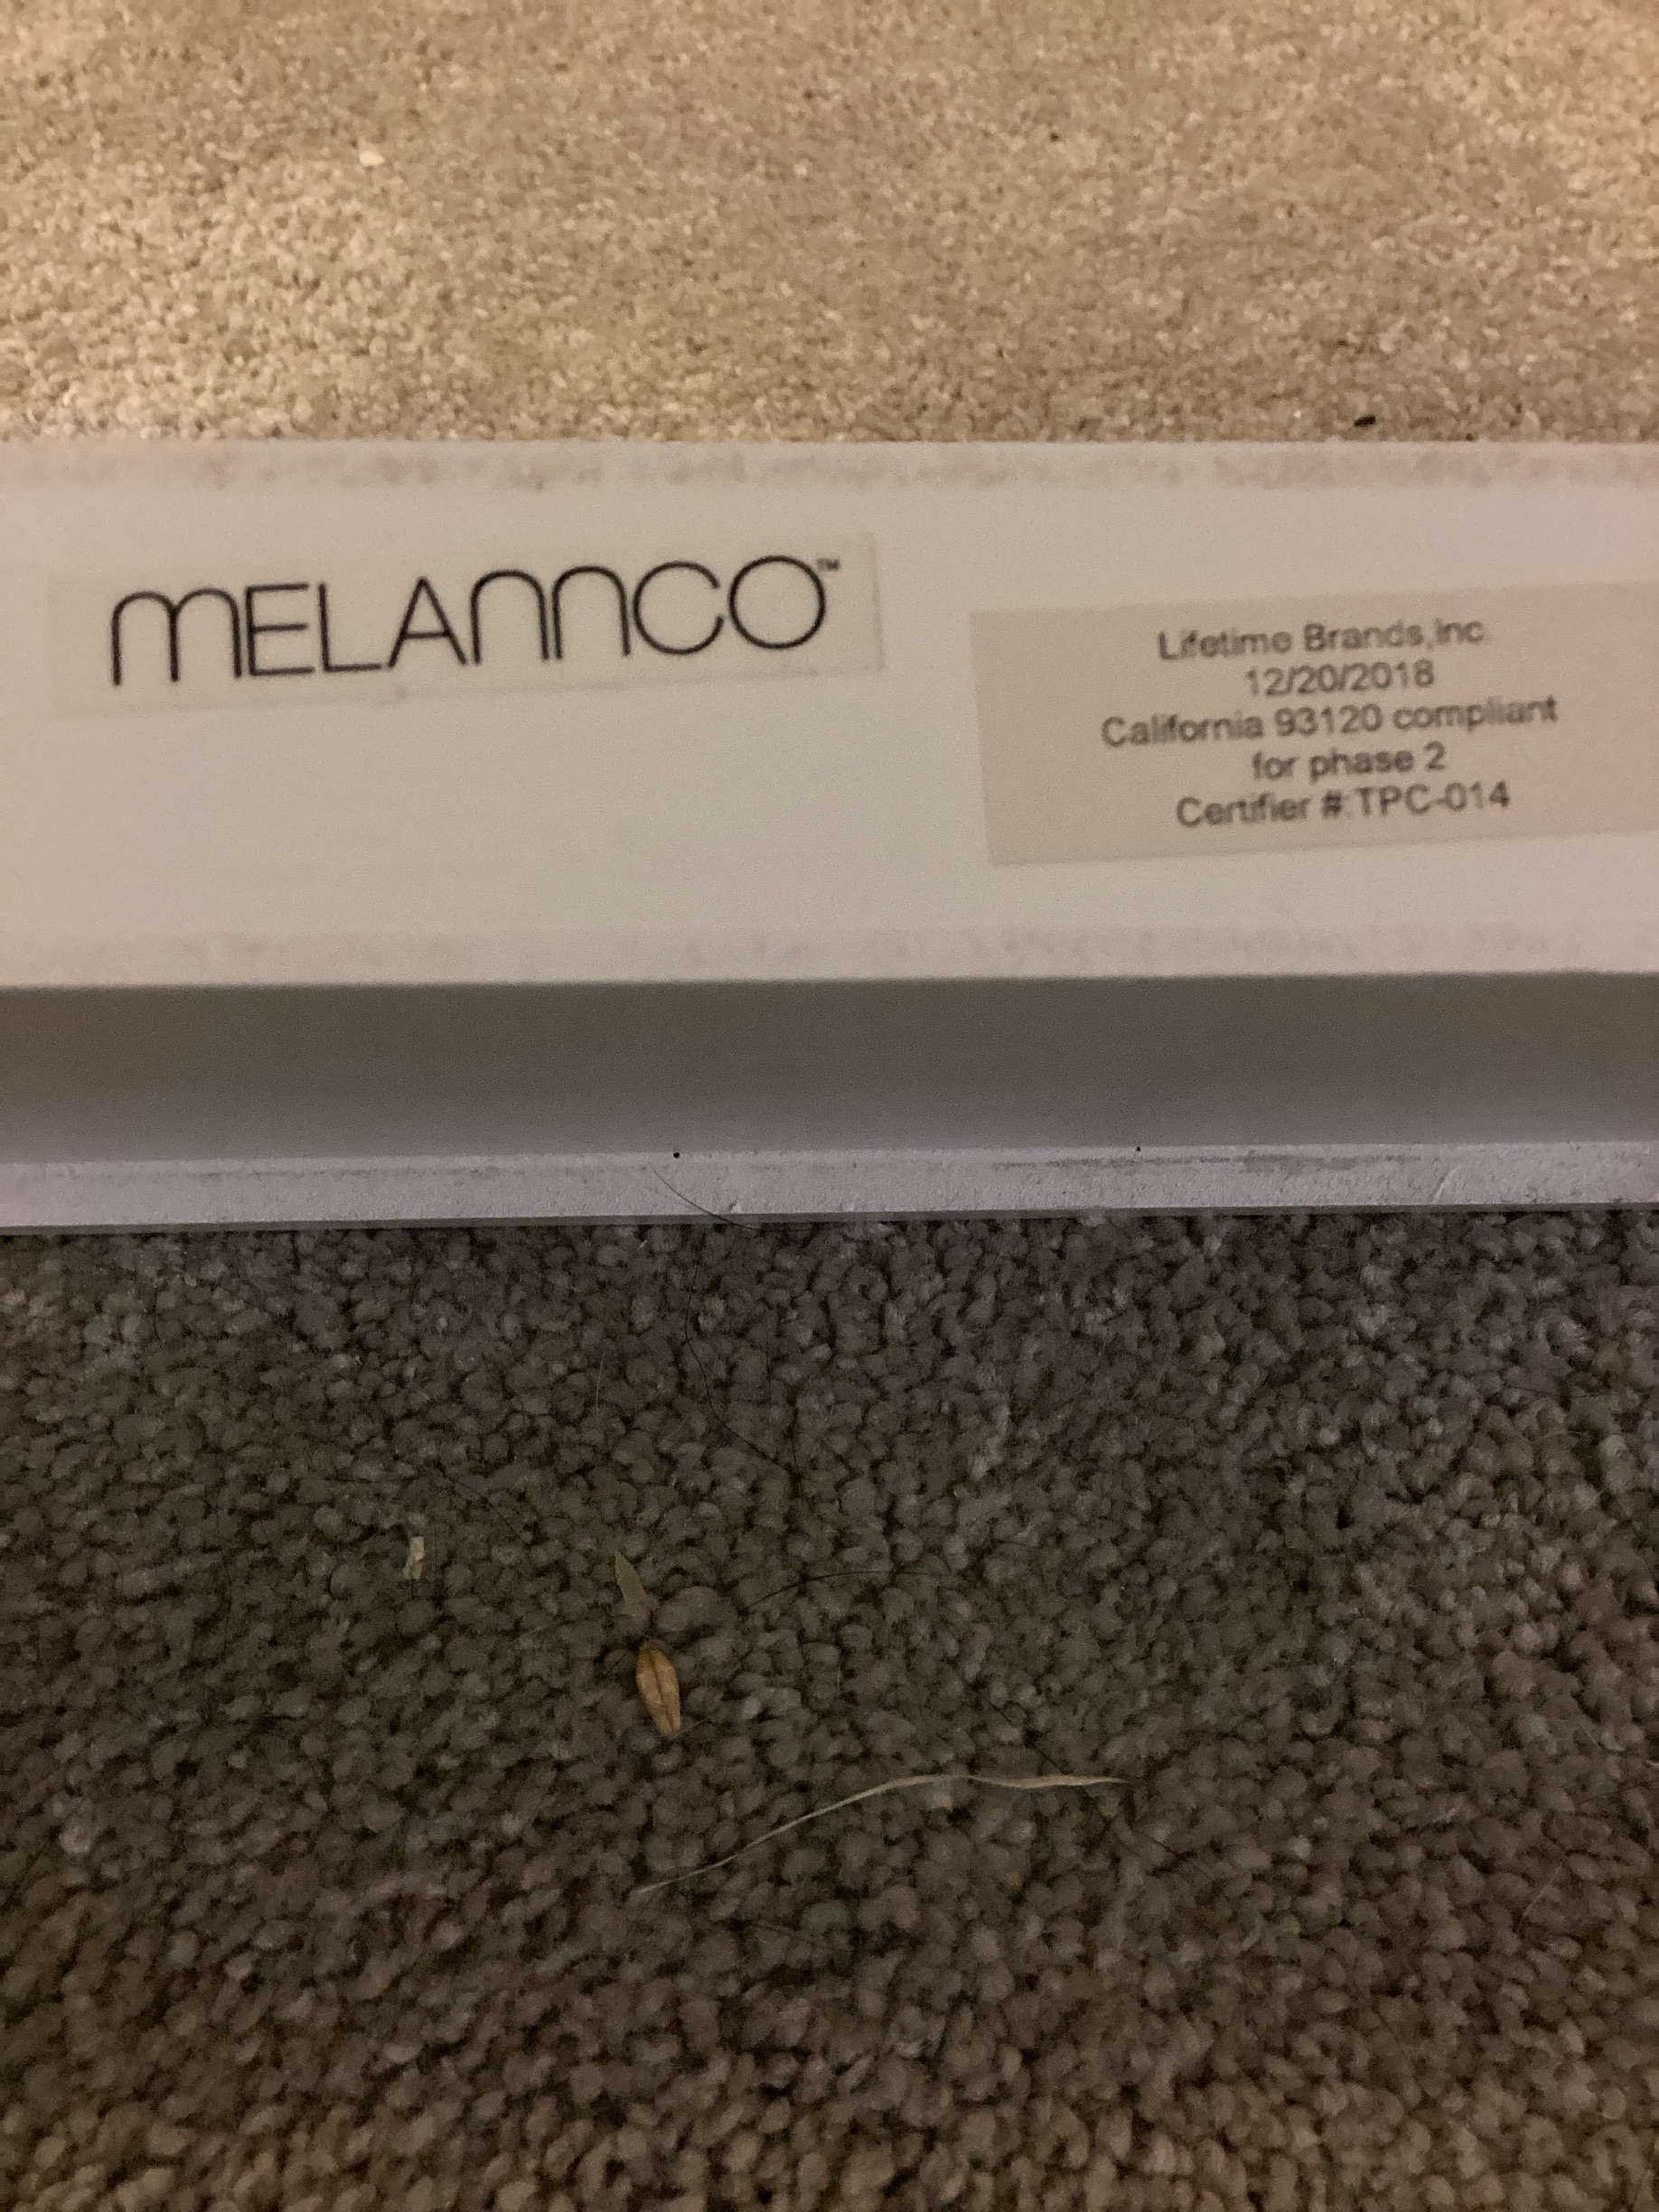 MELANNCO™
Lifetime Brands,Inc.
12/20/2018
California 93120 compliant
for phase 2
Certifier #:TPC-014